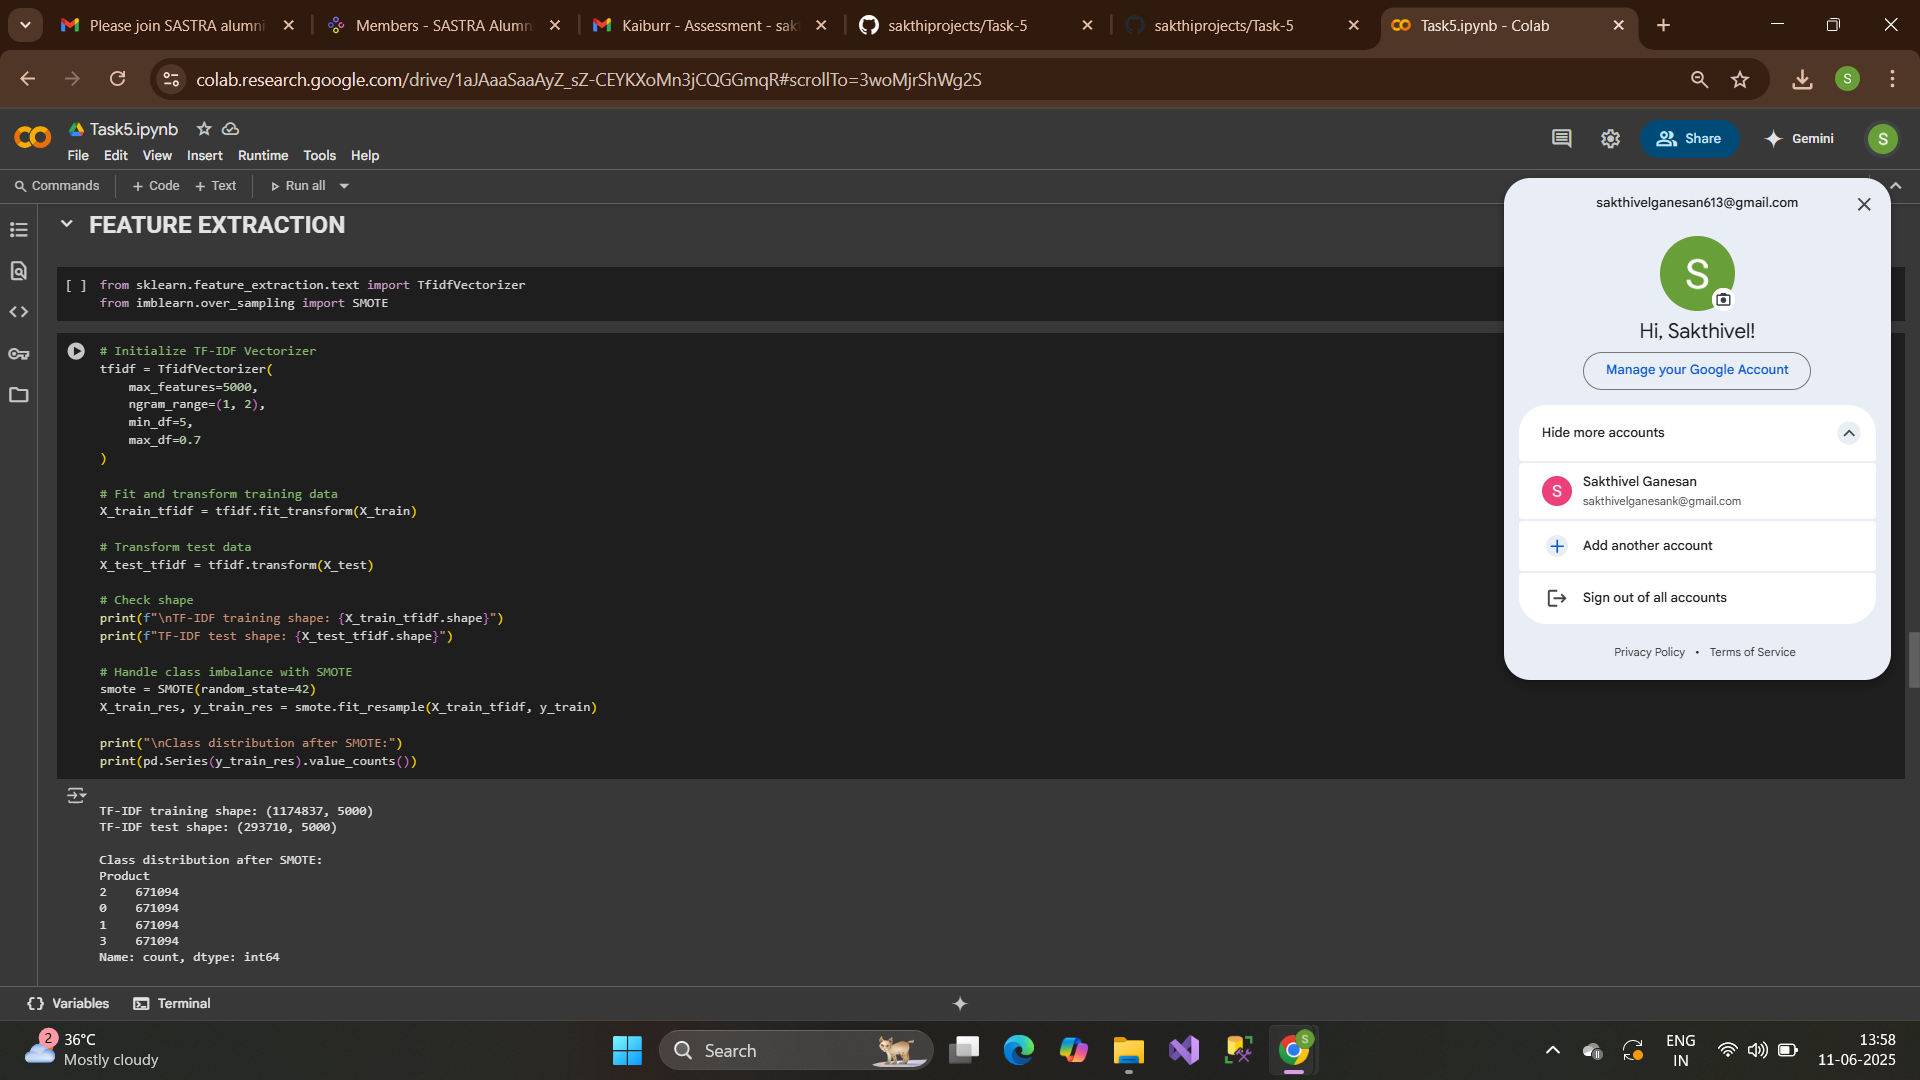 Please join SASTRA alumni
Members - SASTRA Alumn
Kaiburr - Assessment - sak
sakthiprojects/Task-5
sakthiprojects/Task-5
Task5.ipynb - Colab
colab.research.google.com/drive/1aJAaaSaaAyZ_sZ-CEYKXoMn3jCQGGmqR#scrollTo=3woMjrShWg2S
S
Task5.ipynb
File Edit View Insert Runtime Tools Help
Share
Gemini
S
Commands + Code + Text Run all
FEATURE EXTRACTION
[ ] from sklearn.feature_extraction.text import TfidfVectorizer
from imblearn.over_sampling import SMOTE
# Initialize TF-IDF Vectorizer
tfidf = TfidfVectorizer(
max_features=5000,
ngram_range=(1, 2),
min_df=5,
max_df=0.7
)
# Fit and transform training data
X_train_tfidf = tfidf.fit_transform(X_train)
# Transform test data
X_test_tfidf = tfidf.transform(X_test)
# Check shape
print(f"\nTF-IDF training shape: {X_train_tfidf.shape}")
print(f"TF-IDF test shape: {X_test_tfidf.shape}")
# Handle class imbalance with SMOTE
smote = SMOTE(random_state=42)
X_train_res, y_train_res = smote.fit_resample(X_train_tfidf, y_train)
print("\nClass distribution after SMOTE:")
print(pd.Series(y_train_res).value_counts())
TF-IDF training shape: (1174837, 5000)
TF-IDF test shape: (293710, 5000)
Class distribution after SMOTE:
Product
2 671094
0 671094
1 671094
3 671094
Name: count, dtype: int64
sakthivelganesan613@gmail.com
S
Hi, Sakthivel!
Manage your Google Account
Hide more accounts
S
Sakthivel Ganesan
sakthivelganesank@gmail.com
Add another account
Sign out of all accounts
Privacy Policy • Terms of Service
Variables
Terminal
2
36°C
Mostly cloudy
Search
S
ENG
IN
13:58
11-06-2025